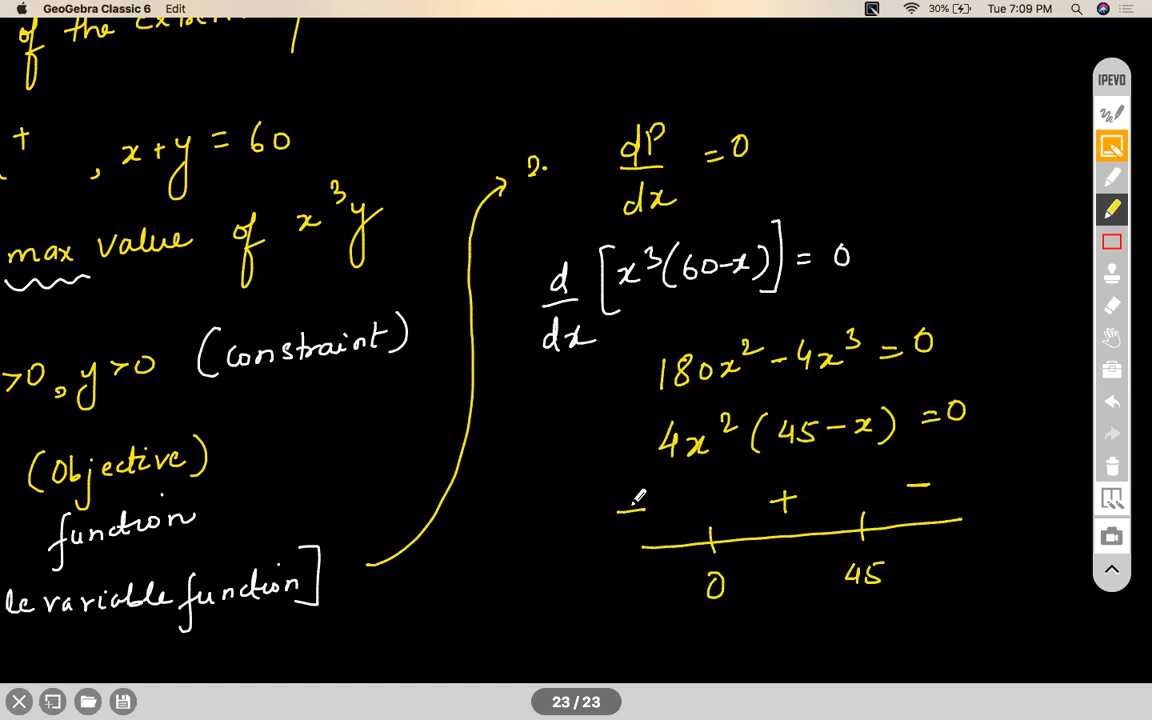 GeoGebra Classic 6 Edit 30% Tue 7:09 PM
of the
+ , x + y = 60
max value of x³y
>0, y >0 (constraint)
(Objective)
function
le variable function]
2. dP/dx = 0
d/dx [x³(60-x)] = 0
180x² - 4x³ = 0
4x² (45 - x) = 0
— + —
0 45
IPEVO
23 / 23